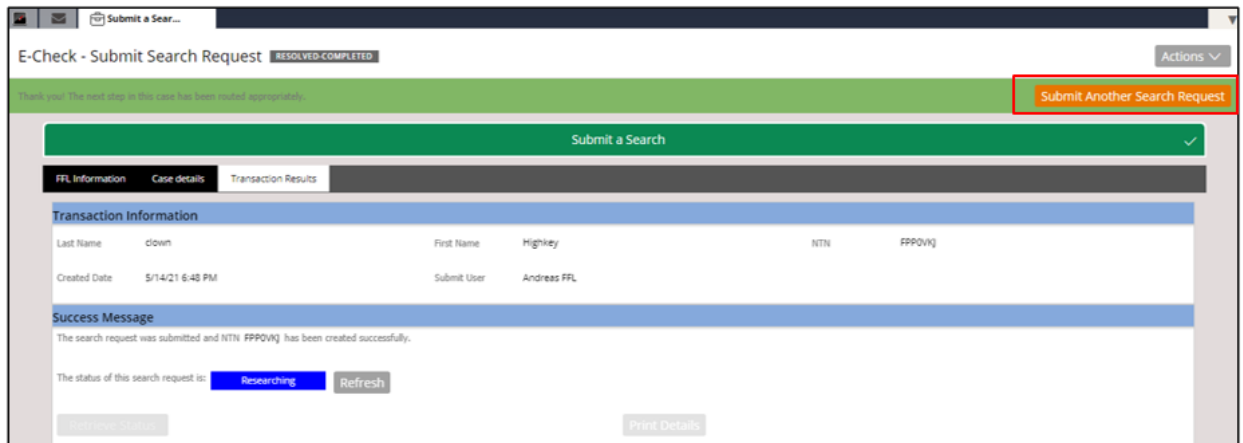 Submit a Sear...
E-Check - Submit Search Request RESOLVED-COMPLETED Actions
Thank you! The next step in this case has been routed appropriately. Submit Another Search Request
Submit a Search
FFL Information Case details Transaction Results
Transaction Information
Last Name clown First Name Highkey NTN FPP0VKJ
Created Date 5/14/21 6:48 PM Submit User Andreas FFL
Success Message
The search request was submitted and NTN FPP0VKJ has been created successfully.
The status of this search request is: Researching Refresh
Retrieve Status Print Details